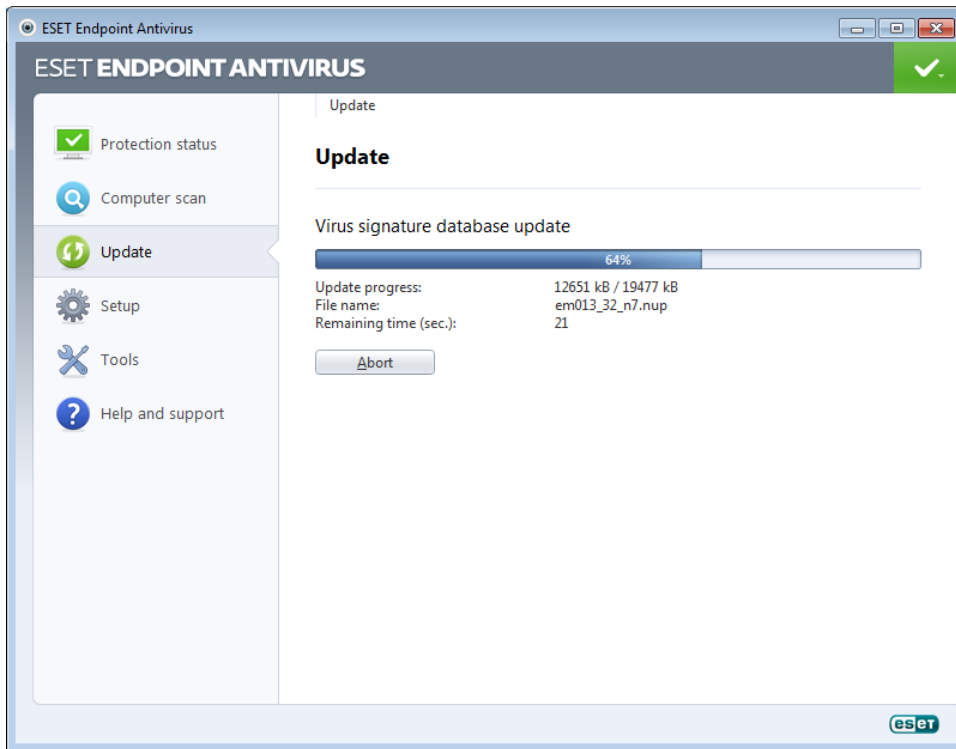 ESET Endpoint Antivirus
ESET ENDPOINT ANTIVIRUS
Protection status
Computer scan
Update
Setup
Tools
Help and support
Update
Update
Virus signature database update
64%
Update progress: 12651 kB / 19477 kB
File name: em013_32_n7.nup
Remaining time (sec.): 21
Abort
eseT